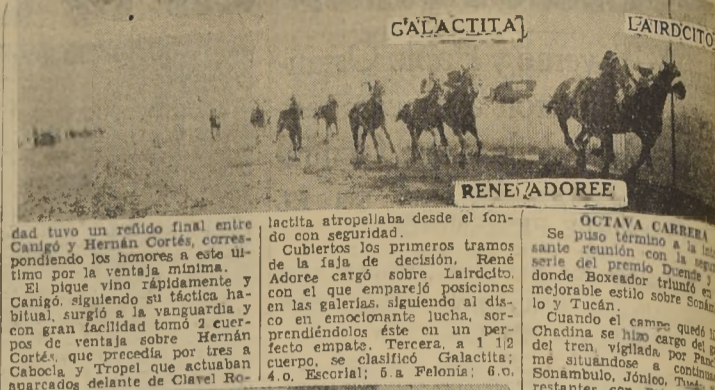 GALACTITA
LAIRDCITO
RENE ADOREE
dad tuvo un reñido final entre
Canigó y Hernán Cortés, corres-
pondiendo los honores a este úl-
timo por la ventaja mínima.
El pique vino rápidamente y
Canigó, siguiendo su táctica ha-
bitual, surgió a la vanguardia y
con gran facilidad tomó 2 cuer-
pos de ventaja sobre Hernán
Cortés, que precedía por tres a
Cabocla y Tropel que actuaban
aparcados delante de Clavel Ro-
lactita atropellaba desde el fon-
do con seguridad.
Cubiertos los primeros tramos
de la faja de decisión, René
Adoree cargó sobre Lairdcito,
con el que emparejó posiciones
en las galerías, siguiendo al dis-
co en emocionante lucha, sor-
prendiéndolos éste en un per-
fecto empate. Tercera, a 1 1/2
cuerpo, se clasificó Galactita;
4.o. Escorial; 5.a Felonía; 6.o.
OCTAVA CARRERA
Se puso término a la
sante reunión con la
serie del premio Duende y
donde Boxeador triunfó en
mejorable estilo sobre Sonám
lo y Tucán.
Cuando el campo quedó
Chadina se hizo cargo del
del tren, vigilada por
me situándose a continua
Sonámbulo, Jónico,
restantes